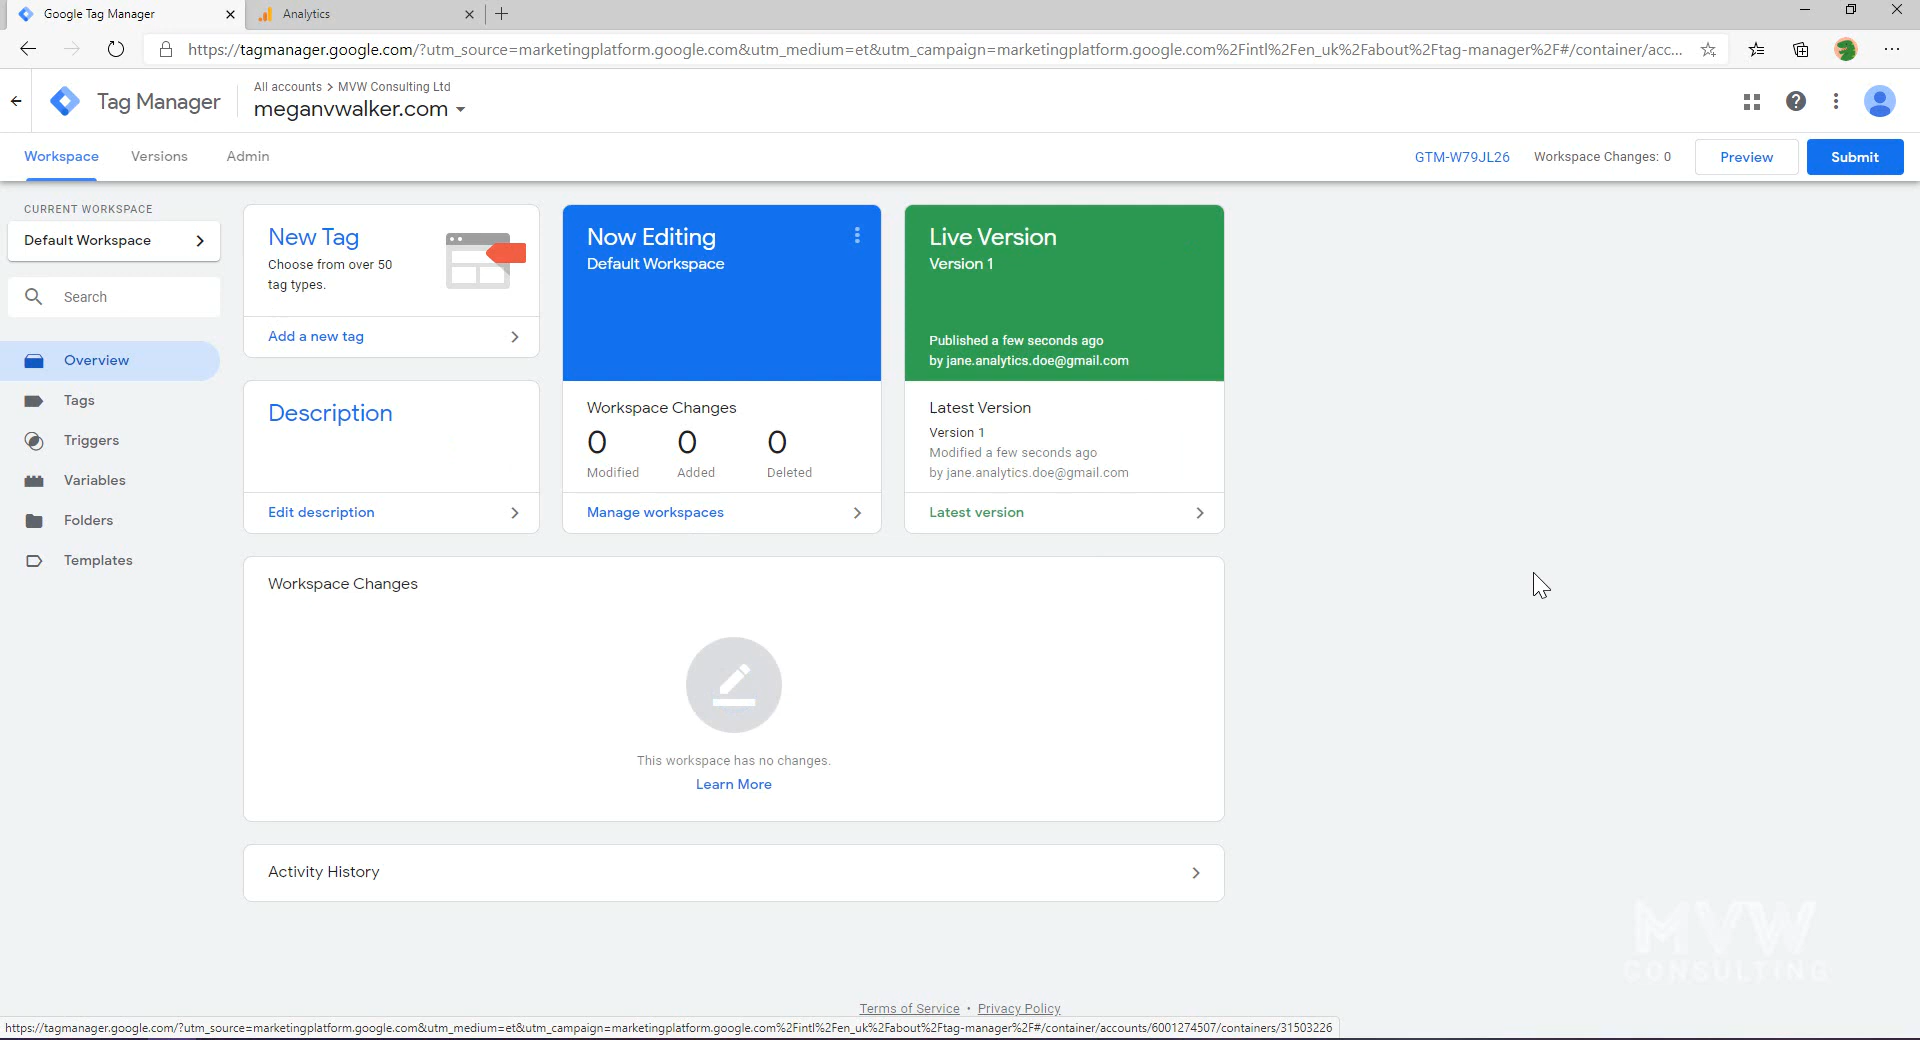 Google Tag Manager
Analytics
https://tagmanager.google.com/?utm_source=marketingplatform.google.com&utm_medium=et&utm_campaign=marketingplatform.google.com%2Fintl%2Fen_uk%2Fabout%2Ftag-manager%2F#/container/acc...
Tag Manager
All accounts > MVW Consulting Ltd
meganvwalker.com
Workspace
Versions
Admin
GTM-W79JL26
Workspace Changes: 0
Preview
Submit
CURRENT WORKSPACE
Default Workspace
Search
Overview
Tags
Triggers
Variables
Folders
Templates
New Tag
Choose from over 50
tag types.
Add a new tag
Description
Edit description
Now Editing
Default Workspace
Workspace Changes
0 0 0
Modified Added Deleted
Manage workspaces
Live Version
Version 1
Published a few seconds ago
by jane.analytics.doe@gmail.com
Latest Version
Version 1
Modified a few seconds ago
by jane.analytics.doe@gmail.com
Latest version
Workspace Changes
This workspace has no changes.
Learn More
Activity History
MVW
CONSULTING
Terms of Service • Privacy Policy
https://tagmanager.google.com/?utm_source=marketingplatform.google.com&utm_medium=et&utm_campaign=marketingplatform.google.com%2Fintl%2Fen_uk%2Fabout%2Ftag-manager%2F#/container/accounts/6001274507/containers/31503226